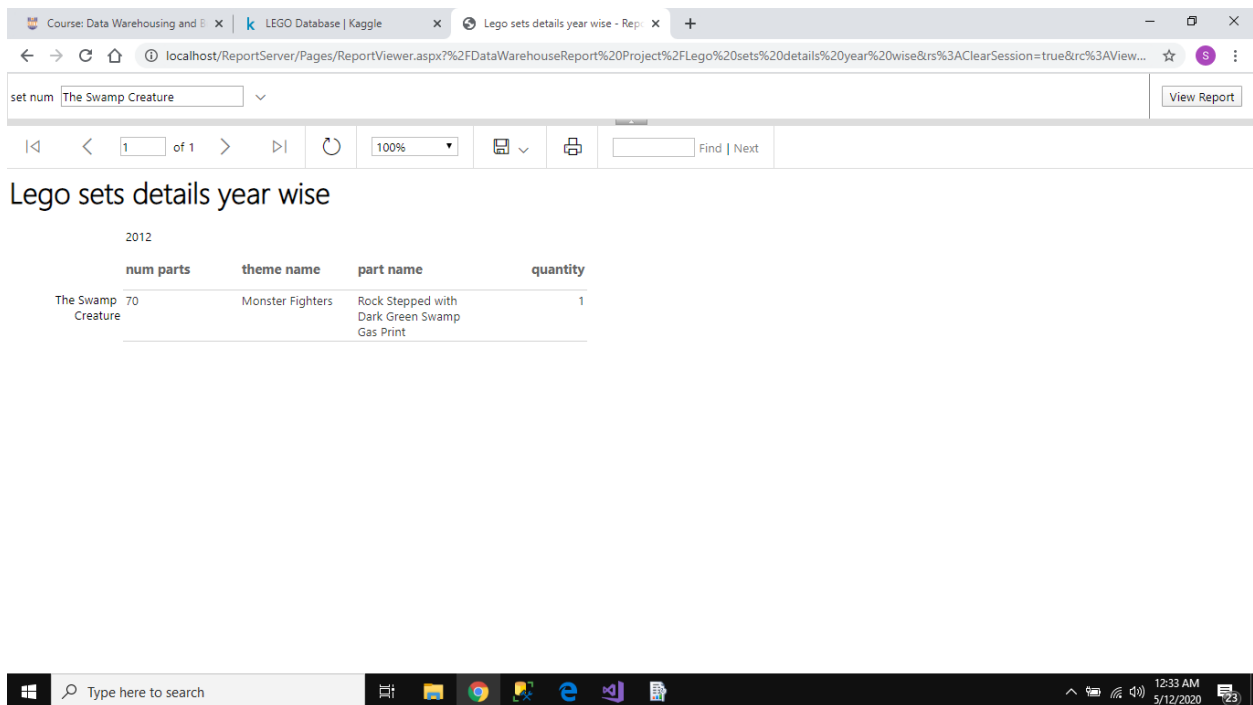 Course: Data Warehousing and B
LEGO Database | Kaggle
Lego sets details year wise - Repo
localhost/ReportServer/Pages/ReportViewer.aspx?%2FDataWarehouseReport%20Project%2FLego%20sets%20details%20year%20wise&rs%3AClearSession=true&rc%3AView...
S
set num The Swamp Creature
View Report
1 of 1
100%
Find | Next
Lego sets details year wise
2012
num parts theme name part name quantity
The Swamp 70 Monster Fighters Rock Stepped with 1
Creature Dark Green Swamp
Gas Print
Type here to search
12:33 AM
5/12/2020
23